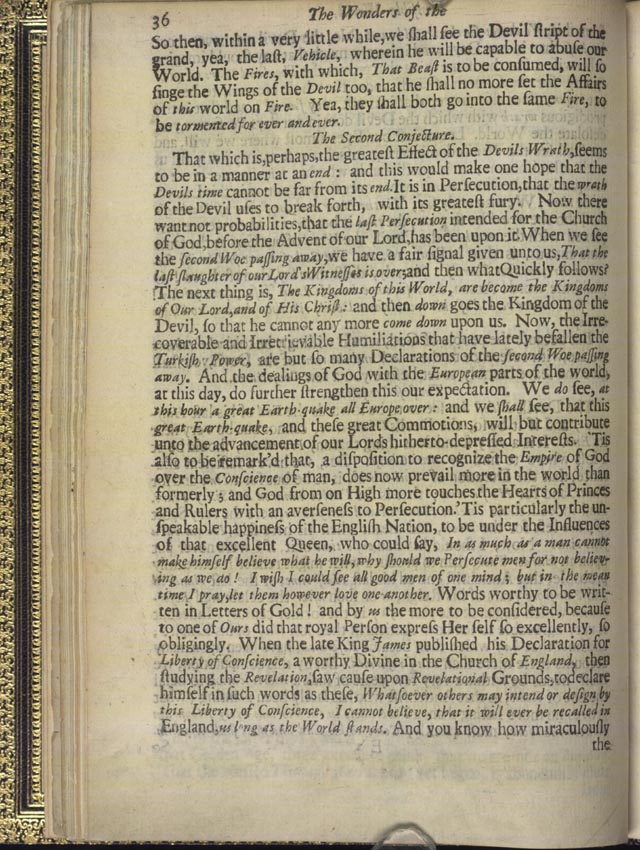 36
The Wonders of the
So then, within a very little while,we ſhall ſee the Devil ſtript of the
grand, yea, the laſt, Vehicle, wherein he will be capable to abuſe our
World. The Fires, with which, That Beaſt is to be conſumed, will ſo
ſinge the Wings of the Devil too, that he ſhall no more ſet the Affairs
of this world on Fire. Yea, they ſhall both go into the ſame Fire, to
be tormented for ever and ever.
The Second Conjecture.
That which is,perhaps,the greateſt Effect of the Devils Wrath,ſeems
to be in a manner at an end : and this would make one hope that the
Devils time cannot be far from its end.It is in Perſecution,that the wrath
of the Devil uſes to break forth, with its greateſt fury. Now there
want not probabilities,that the laſt Perſecution intended for the Church
of God,before the Advent of our Lord,has been upon it.When we ſee
the ſecond Woe paſſing away,we have a fair ſignal given unto us,That the
laſt ſlaughter of our Lord's Witneſſes is over;and then what Quickly follows?
The next thing is, The Kingdoms of this World, are become the Kingdoms
of Our Lord,and of His Chriſt : and then down goes the Kingdom of the
Devil, ſo that he cannot any more come down upon us. Now, the Irre-
coverable and Irretrievable Humiliations that have lately befallen the
Turkiſh Power, are but ſo many Declarations of the ſecond Woe paſſing
away. And the dealings of God with the European parts of the world,
at this day, do further ſtrengthen this our expectation. We do ſee, at
this hour a great Earth-quake all Europe over : and we ſhall ſee, that this
great Earth-quake, and theſe great Commotions, will but contribute
unto the advancement of our Lords hitherto-depreſſed Intereſts. 'Tis
alſo to be remark'd that, a diſpoſition to recognize the Empire of God
over the Conſcience of man, does now prevail more in the world than
formerly ; and God from on High more touches the Hearts of Princes
and Rulers with an averſeneſs to Perſecution.'Tis particularly the un-
ſpeakable happineſs of the Engliſh Nation, to be under the Influences
of that excellent Queen, who could ſay, In as much as a man cannot
make himſelf believe what he will, why ſhould we Perſecute men for not believ-
ing as we do ! I wiſh I could ſee all good men of one mind ; but in the mean
time I pray,let them however love one another. Words worthy to be writ-
ten in Letters of Gold ! and by us the more to be conſidered, becauſe
to one of Ours did that royal Perſon expreſs Her ſelf ſo excellently, ſo
obligingly. When the late King James publiſhed his Declaration for
Liberty of Conſcience, a worthy Divine in the Church of England, then
ſtudying the Revelation,ſaw cauſe upon Revelational Grounds,to declare
himſelf in ſuch words as theſe, Whatſoever others may intend or deſign by
this Liberty of Conſcience, I cannot believe, that it will ever be recalled in
England,as long as the World ſtands. And you know how miraculouſly
the